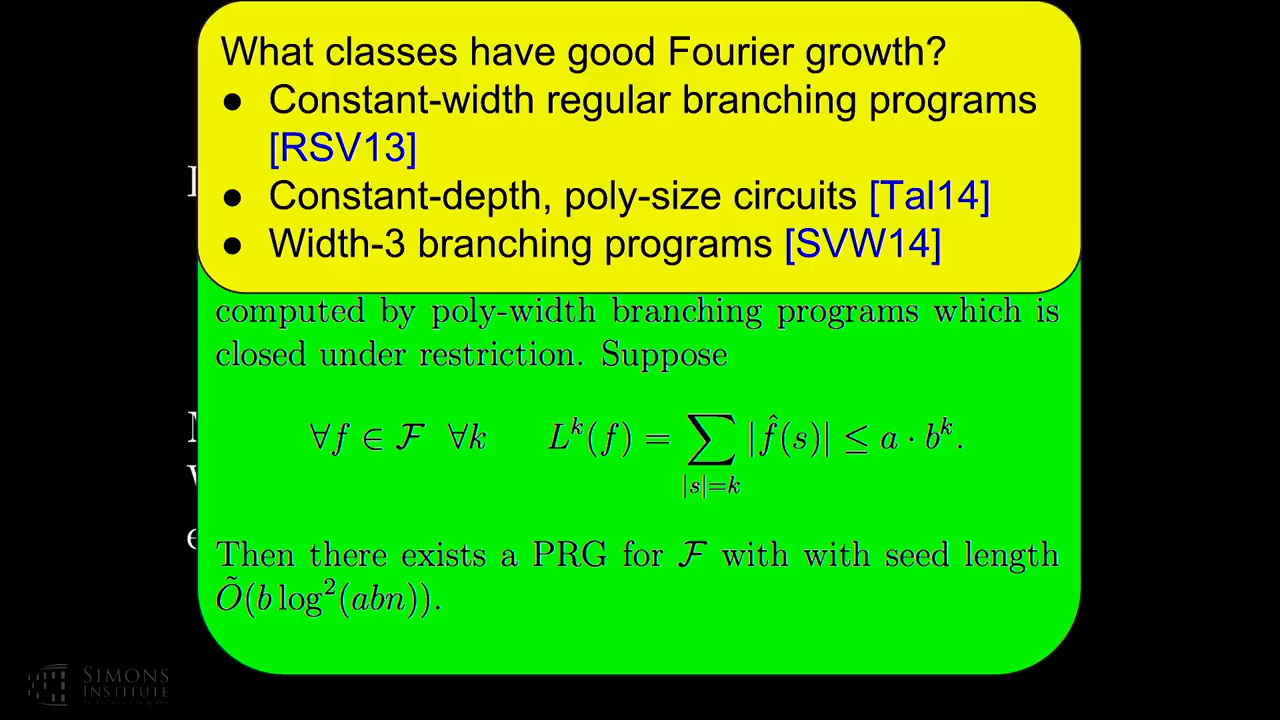 What classes have good Fourier growth?
● Constant-width regular branching programs
[RSV13]
● Constant-depth, poly-size circuits [Tal14]
● Width-3 branching programs [SVW14]
computed by poly-width branching programs which is
closed under restriction. Suppose
∀f ∈ 𝓕 ∀k L^k(f) = ∑_{|s|=k} |f̂(s)| ≤ a · b^k.
Then there exists a PRG for 𝓕 with with seed length
Õ(b log²(abn)).
SIMONS
INSTITUTE